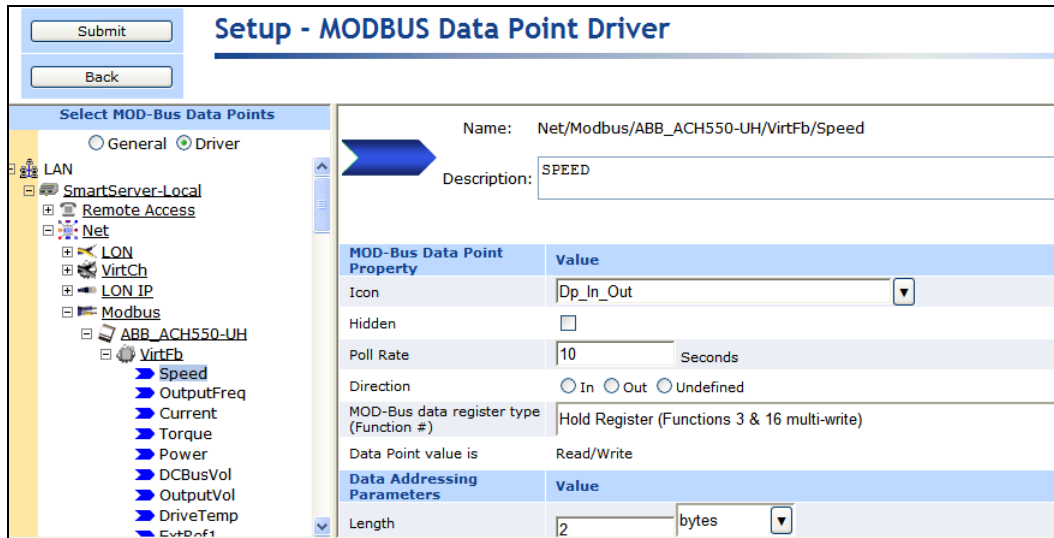 Submit
Setup - MODBUS Data Point Driver
Back
Select MOD-Bus Data Points
General Driver
LAN
SmartServer-Local
Remote Access
Net
LON
VirtCh
LON IP
Modbus
ABB_ACH550-UH
VirtFb
Speed
OutputFreq
Current
Torque
Power
DCBusVol
OutputVol
DriveTemp
ExtRef1
Name: Net/Modbus/ABB_ACH550-UH/VirtFb/Speed
Description: SPEED
MOD-Bus Data Point
Property
Value
Icon Dp_In_Out
Hidden
Poll Rate 10 Seconds
Direction In Out Undefined
MOD-Bus data register type
(Function #)
Hold Register (Functions 3 & 16 multi-write)
Data Point value is Read/Write
Data Addressing
Parameters
Value
Length 2 bytes